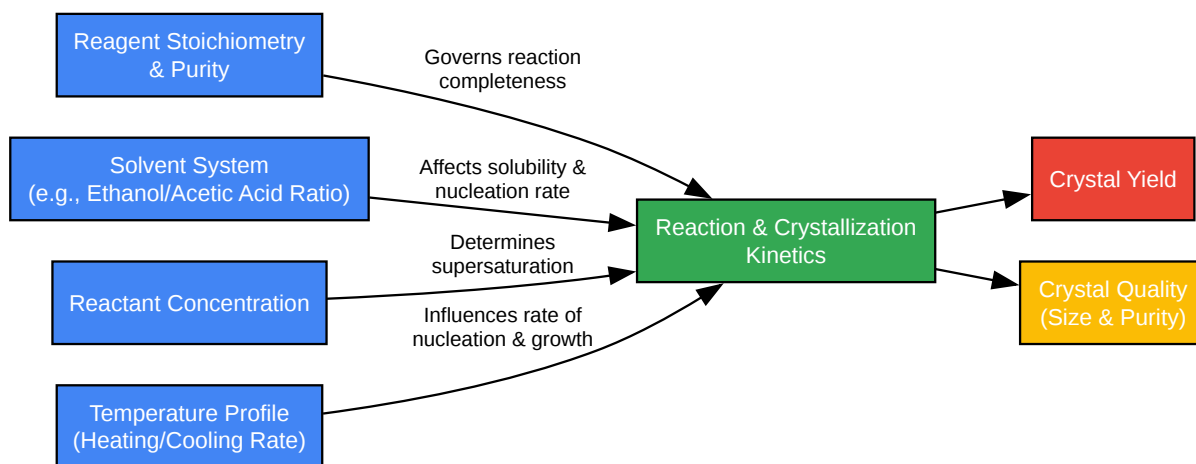 Reagent Stoichiometry
& Purity
Governs reaction
completeness
Solvent System
(e.g., Ethanol/Acetic Acid Ratio)
Affects solubility &
nucleation rate
Reactant Concentration
Determines
supersaturation
Temperature Profile
(Heating/Cooling Rate)
Influences rate of
nucleation & growth
Reaction & Crystallization
Kinetics
Crystal Yield
Crystal Quality
(Size & Purity)